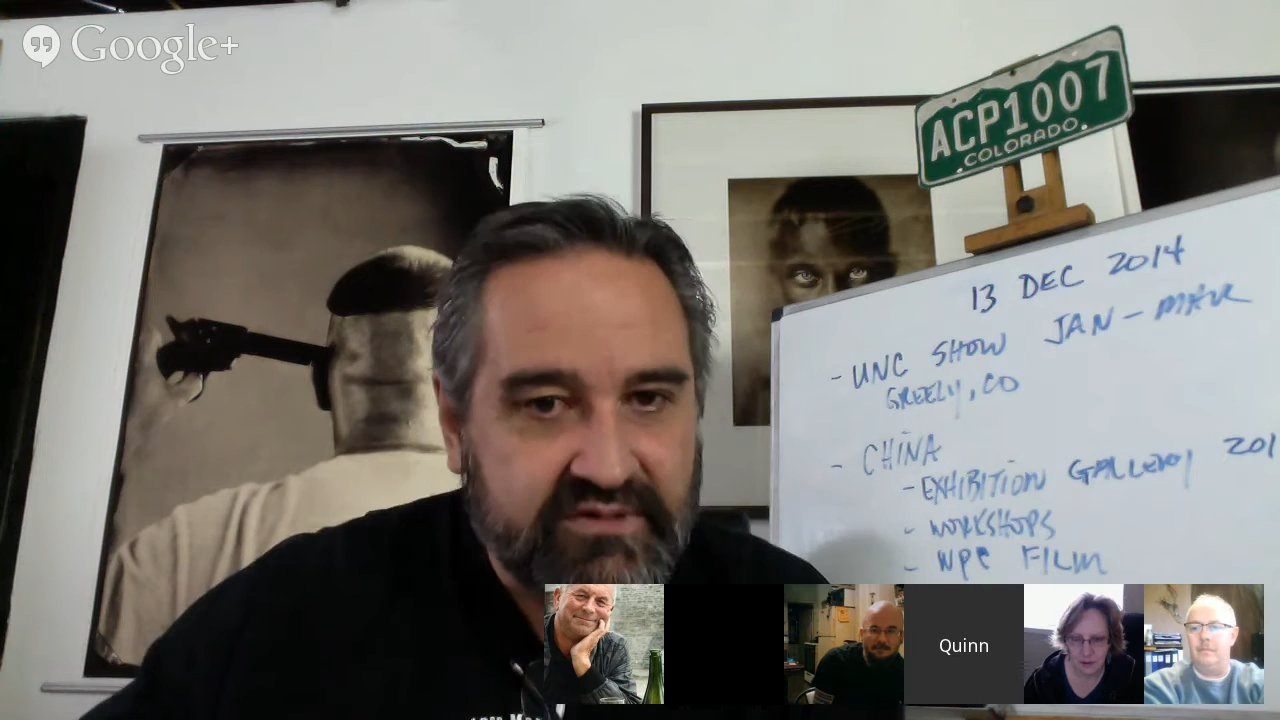 Google+
ACP1007
COLORADO
13 DEC 2014
- UNC SHOW JAN - MAR
GREELY, CO
- CHINA
- EXHIBITION GALLERY 201
- WORKSHOPS
- WPC FILM
Quinn